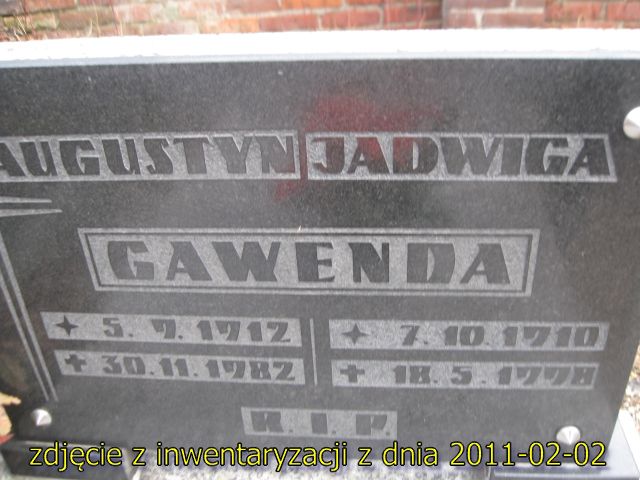 AUGUSTYN JADWIGA
GAWENDA
5.9.1912 7.10.1910
30.11.1982 18.5.1998
R.I.P.
zdjęcie z inwentaryzacji z dnia 2011-02-02